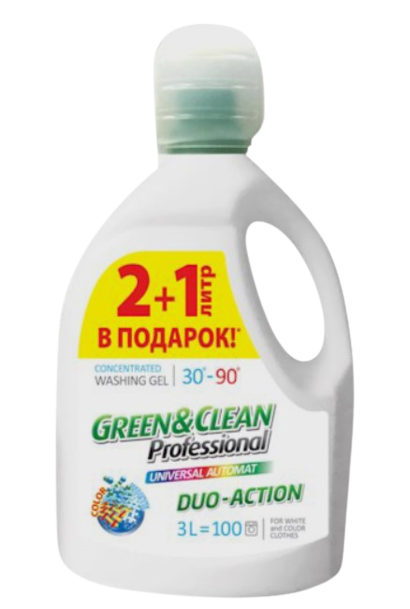 2+1 ЛИТР
В ПОДАРОК!*
CONCENTRATED
WASHING GEL 30°-90°
GREEN&CLEAN
Professional
UNIVERSAL AUTOMAT
COLOR
DUO-ACTION
3L=100
FOR WHITE
and COLOR
CLOTHES